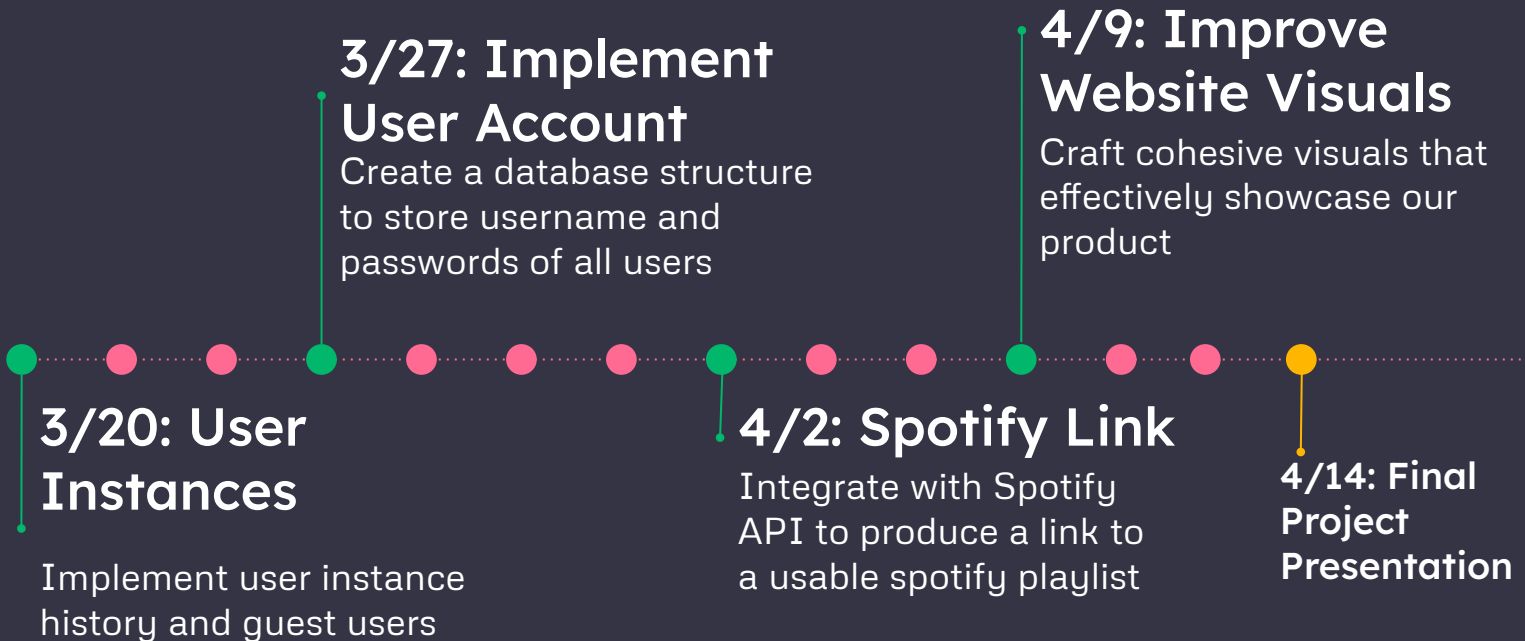 3/20: User
Instances
Implement user instance
history and guest users
3/27: Implement
User Account
Create a database structure
to store username and
passwords of all users
4/2: Spotify Link
Integrate with Spotify
API to produce a link to
a usable spotify playlist
4/9: Improve
Website Visuals
Craft cohesive visuals that
effectively showcase our
product
4/14: Final
Project
Presentation